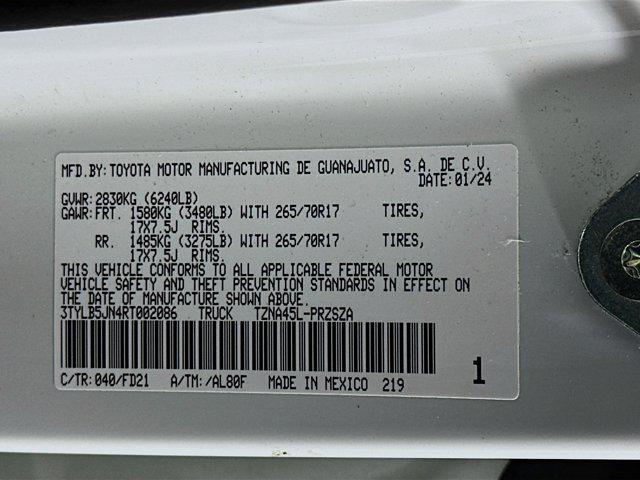 MFD.BY: TOYOTA MOTOR MANUFACTURING DE GUANAJUATO, S.A. DE C.V.
DATE: 01/24
GVWR: 2830KG (6240LB)
GAWR: FRT. 1580KG (3480LB) WITH 265/70R17 TIRES,
17X7.5J RIMS.
RR. 1485KG (3275LB) WITH 265/70R17 TIRES,
17X7.5J RIMS.
THIS VEHICLE CONFORMS TO ALL APPLICABLE FEDERAL MOTOR
VEHICLE SAFETY AND THEFT PREVENTION STANDARDS IN EFFECT ON
THE DATE OF MANUFACTURE SHOWN ABOVE.
3TYLB5JN4RT002086 TRUCK TZNA45L-PRZSZA
C/TR: 040/FD21 A/TM: /AL80F MADE IN MEXICO 219
1